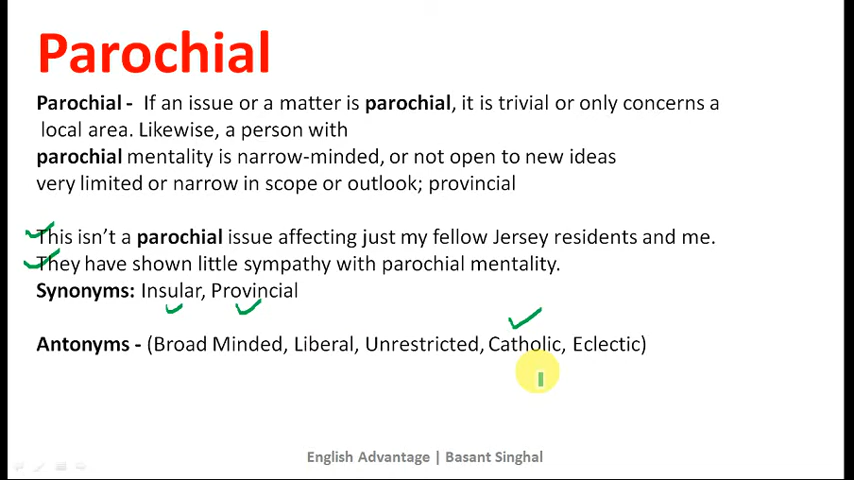 Parochial
Parochial - If an issue or a matter is parochial, it is trivial or only concerns a
local area. Likewise, a person with
parochial mentality is narrow-minded, or not open to new ideas
very limited or narrow in scope or outlook; provincial
This isn't a parochial issue affecting just my fellow Jersey residents and me.
They have shown little sympathy with parochial mentality.
Synonyms: Insular, Provincial
Antonyms - (Broad Minded, Liberal, Unrestricted, Catholic, Eclectic)
English Advantage | Basant Singhal